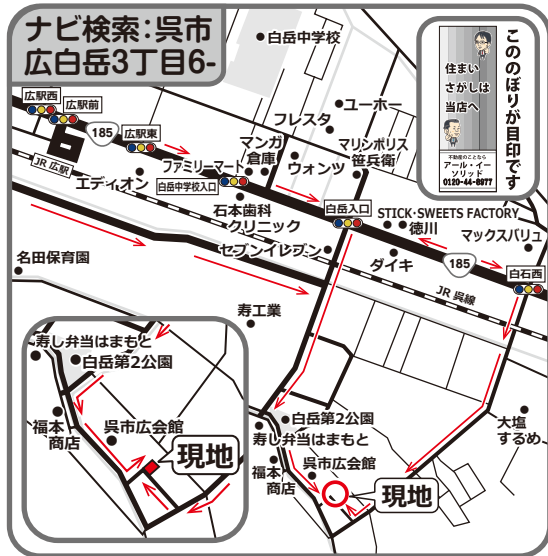 ナビ検索：呉市
広白岳3丁目6-
こののぼりが目印です
住まい
さがしは
当店へ
不動産のことなら
アール・イー
ソリッド
0120-44-8977
白岳中学校
広駅西
広駅前
185
広駅東
JR 広駅
エディオン
ファミリーマート
白岳中学校入口
マンガ
倉庫
フレスタ
ユーホー
ウォンツ
マリンポリス
笹兵衛
石本歯科
クリニック
白岳入口
STICK・SWEETS FACTORY
徳川
マックスバリュ
セブンイレブン
ダイキ
185
白石西
名田保育園
JR 呉線
寿工業
寿し弁当はまもと
白岳第2公園
福本
商店
呉市広会館
現地
白岳第2公園
寿し弁当はまもと
福本
商店
呉市広会館
現地
大塩
するめ